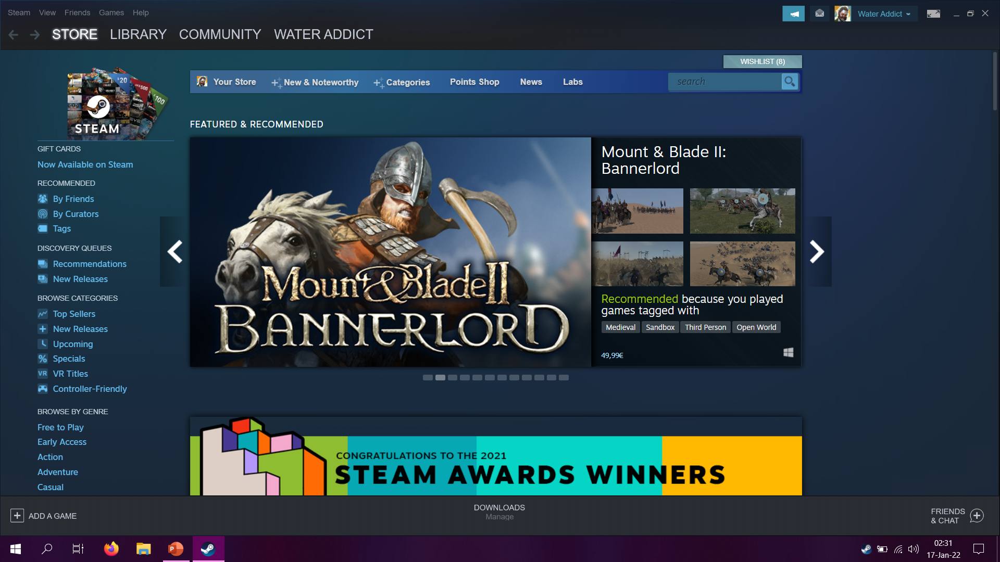 Steam View Friends Games Help
Water Addict
STORE LIBRARY COMMUNITY WATER ADDICT
WISHLIST (8)
Your Store New & Noteworthy Categories Points Shop News Labs
search
€20
500
€100
STEAM
GIFT CARDS
Now Available on Steam
RECOMMENDED
By Friends
By Curators
Tags
DISCOVERY QUEUES
Recommendations
New Releases
BROWSE CATEGORIES
Top Sellers
New Releases
Upcoming
% Specials
VR VR Titles
Controller-Friendly
BROWSE BY GENRE
Free to Play
Early Access
Action
Adventure
Casual
FEATURED & RECOMMENDED
Mount & Blade II
BANNERLORD
Mount & Blade II:
Bannerlord
Recommended because you played
games tagged with
Medieval Sandbox Third Person Open World
49,99€
CONGRATULATIONS TO THE 2021
STEAM AWARDS WINNERS
ADD A GAME
DOWNLOADS
Manage
FRIENDS
& CHAT
P
02:31
17-Jan-22